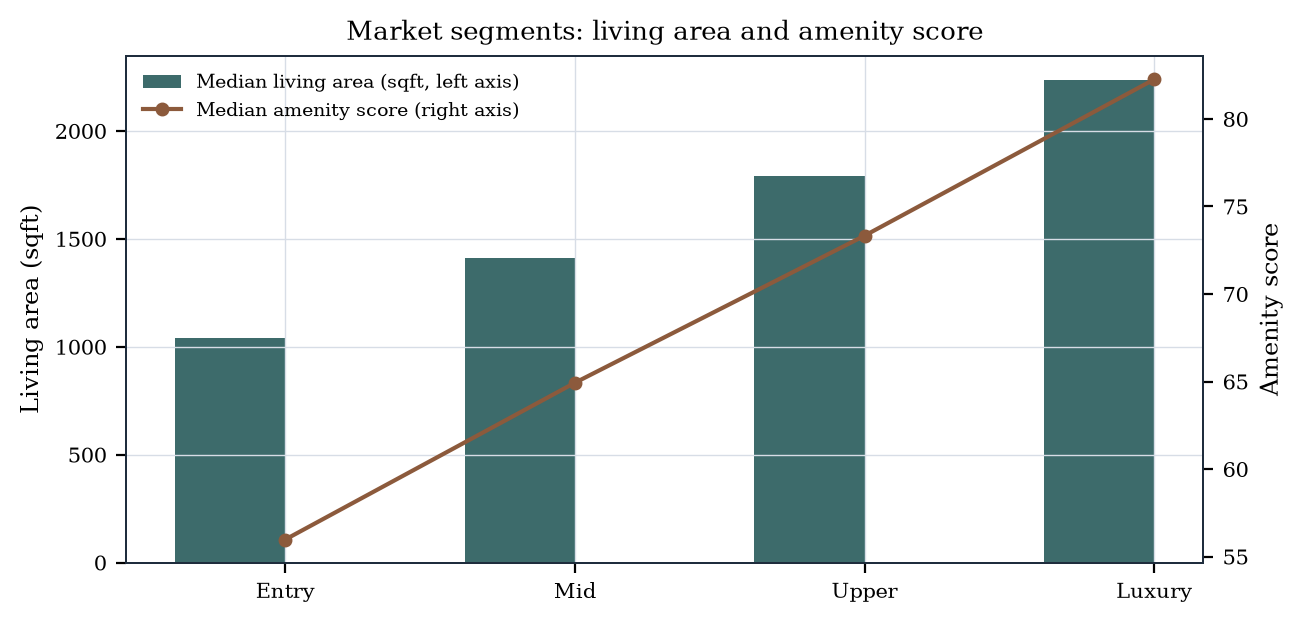 Market segments: living area and amenity score
Median living area (sqft, left axis)
Median amenity score (right axis)
Living area (sqft)
2000
1500
1000
500
0
80
75
70
65
60
55
Amenity score
Entry
Mid
Upper
Luxury